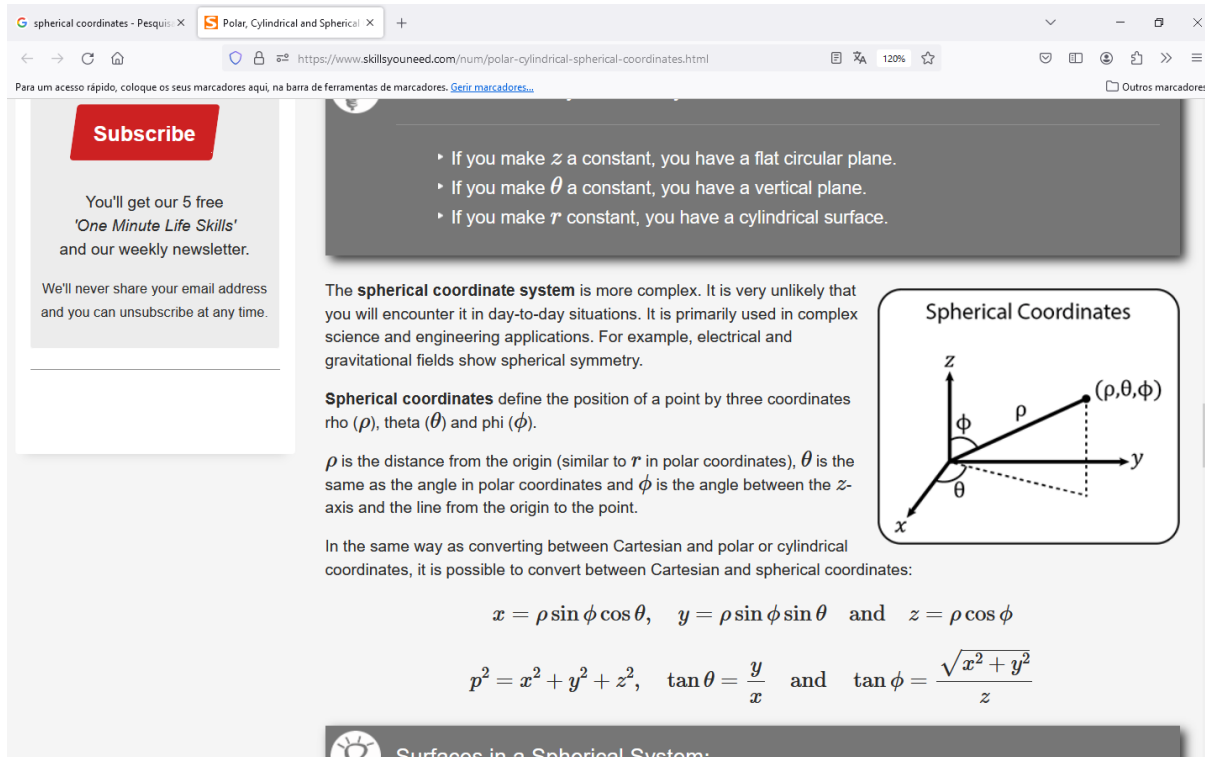 spherical coordinates - Pesquis
Polar, Cylindrical and Spherical
https://www.skillsyouneed.com/num/polar-cylindrical-spherical-coordinates.html
120%
Para um acesso rápido, coloque os seus marcadores aqui, na barra de ferramentas de marcadores. Gerir marcadores...
Outros marcadores
Subscribe
You'll get our 5 free
'One Minute Life Skills'
and our weekly newsletter.
We'll never share your email address
and you can unsubscribe at any time.
‣ If you make z a constant, you have a flat circular plane.
‣ If you make θ a constant, you have a vertical plane.
‣ If you make r constant, you have a cylindrical surface.
The spherical coordinate system is more complex. It is very unlikely that
you will encounter it in day-to-day situations. It is primarily used in complex
science and engineering applications. For example, electrical and
gravitational fields show spherical symmetry.
Spherical coordinates define the position of a point by three coordinates
rho (ρ), theta (θ) and phi (ϕ).
ρ is the distance from the origin (similar to r in polar coordinates), θ is the
same as the angle in polar coordinates and ϕ is the angle between the z-
axis and the line from the origin to the point.
Spherical Coordinates
z
(ρ,θ,ϕ)
ρ
ϕ
y
θ
x
In the same way as converting between Cartesian and polar or cylindrical
coordinates, it is possible to convert between Cartesian and spherical coordinates:
x = ρ sin ϕ cos θ, y = ρ sin ϕ sin θ and z = ρ cos ϕ
p² = x² + y² + z², tan θ = y/x and tan ϕ = √(x² + y²)/z
Surfaces in a Spherical System: